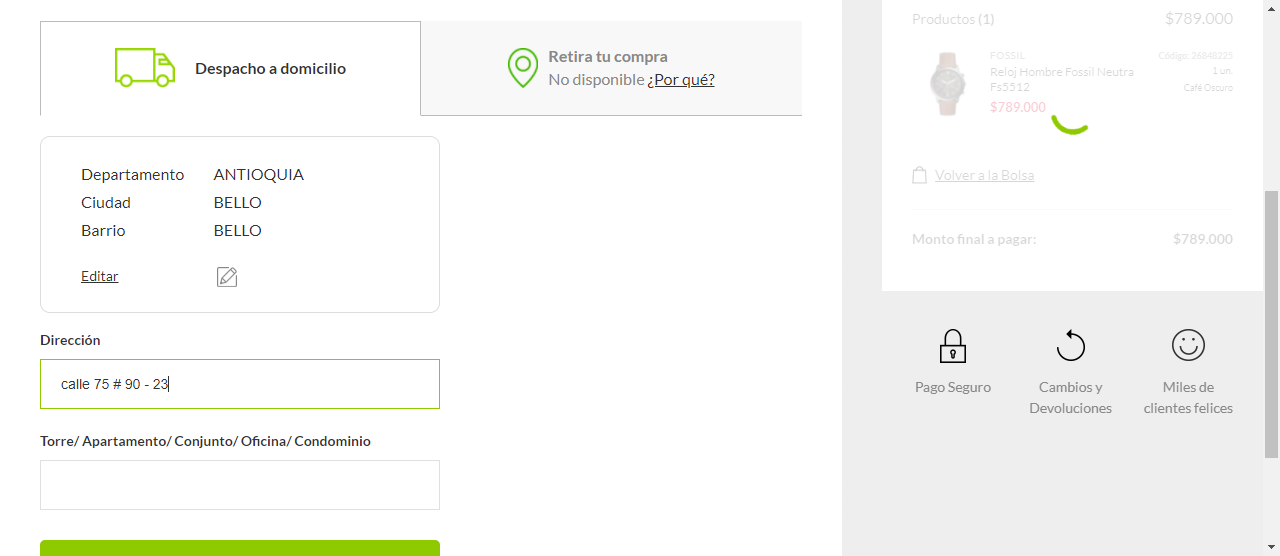 Despacho a domicilio
Retira tu compra
No disponible ¿Por qué?
Departamento ANTIOQUIA
Ciudad BELLO
Barrio BELLO
Editar
Dirección
calle 75 # 90 - 23
Torre/ Apartamento/ Conjunto/ Oficina/ Condominio
Productos (1) $789.000
FOSSIL Código: 26848225
Reloj Hombre Fossil Neutra 1 un.
Fs5512 Café Oscuro
$789.000
Volver a la Bolsa
Monto final a pagar: $789.000
Pago Seguro
Cambios y
Devoluciones
Miles de
clientes felices